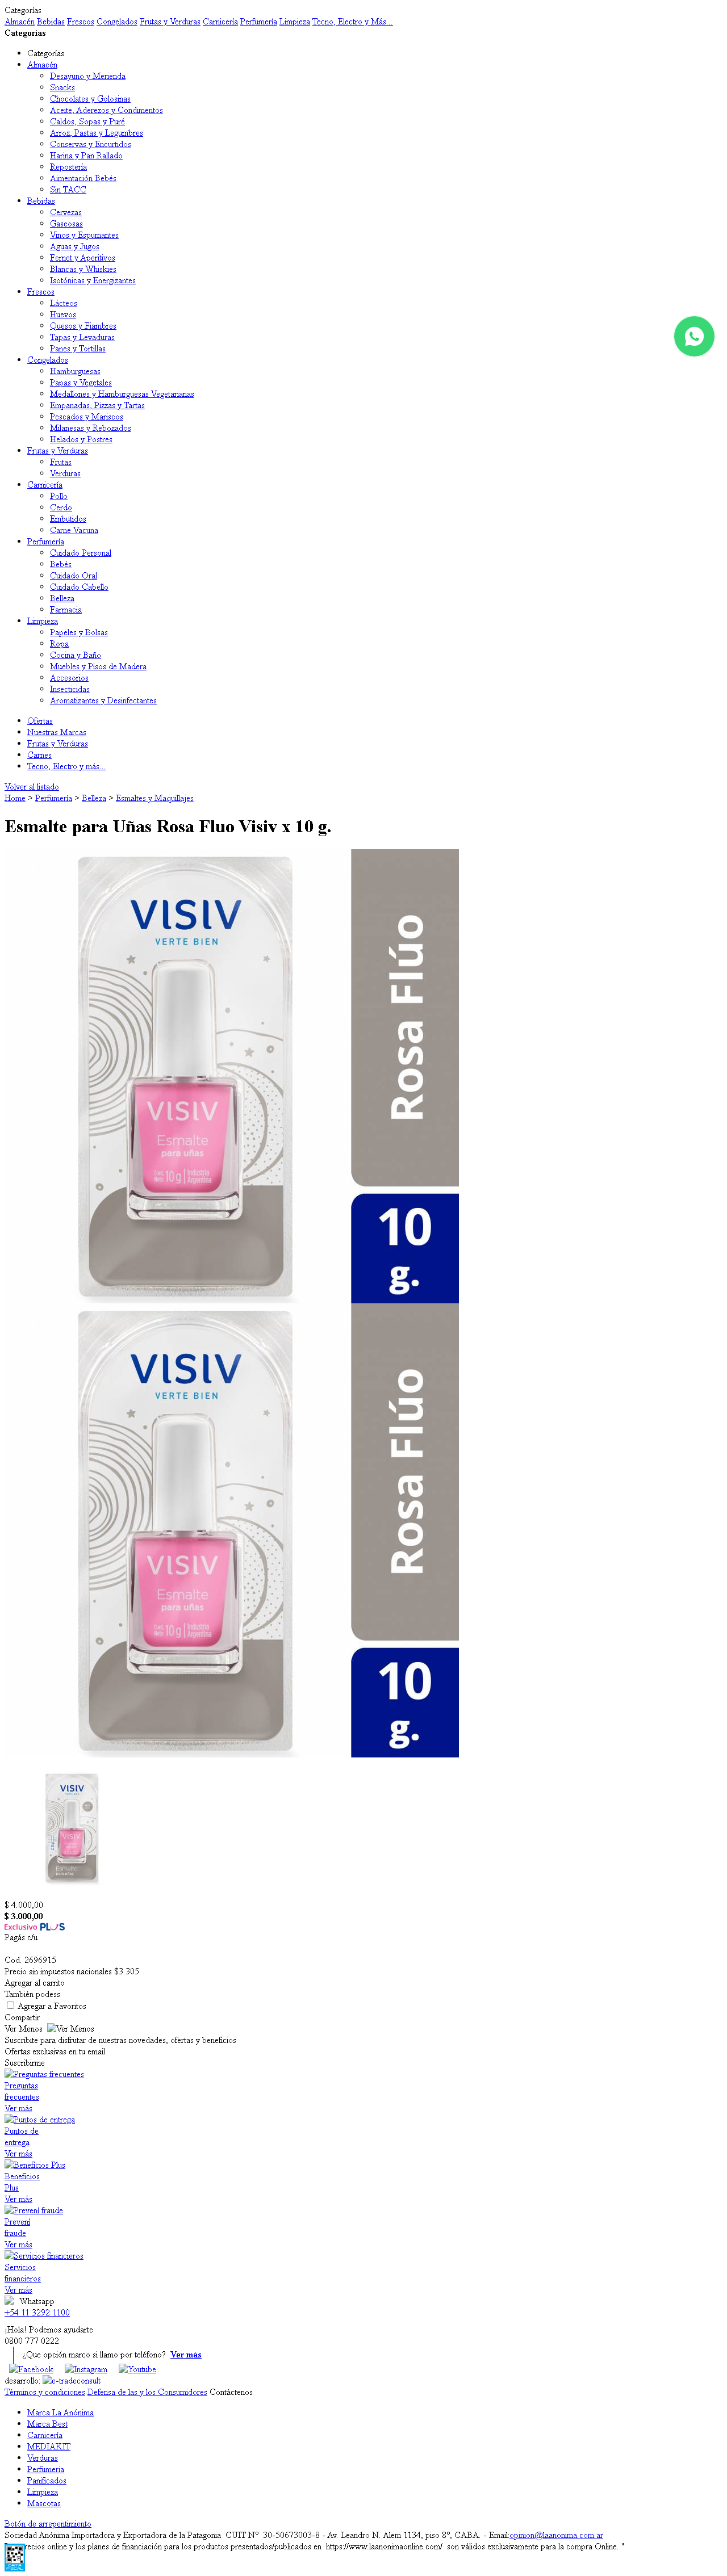 Categorías
Almacén Bebidas Frescos Congelados Frutas y Verduras Carnicería Perfumería Limpieza Tecno, Electro y Más...
Categorias
Categorías
Almacén
Desayuno y Merienda
Snacks
Chocolates y Golosinas
Aceite, Aderezos y Condimentos
Caldos, Sopas y Puré
Arroz, Pastas y Legumbres
Conservas y Encurtidos
Harina y Pan Rallado
Repostería
Aimentación Bebés
Sin TACC
Bebidas
Cervezas
Gaseosas
Vinos y Espumantes
Aguas y Jugos
Fernet y Aperitivos
Blancas y Whiskies
Isotónicas y Energizantes
Frescos
Lácteos
Huevos
Quesos y Fiambres
Tapas y Levaduras
Panes y Tortillas
Congelados
Hamburguesas
Papas y Vegetales
Medallones y Hamburguesas Vegetarianas
Empanadas, Pizzas y Tartas
Pescados y Mariscos
Milanesas y Rebozados
Helados y Postres
Frutas y Verduras
Frutas
Verduras
Carnicería
Pollo
Cerdo
Embutidos
Carne Vacuna
Perfumería
Cuidado Personal
Bebés
Cuidado Oral
Cuidado Cabello
Belleza
Farmacia
Limpieza
Papeles y Bolsas
Ropa
Cocina y Baño
Muebles y Pisos de Madera
Accesorios
Insecticidas
Aromatizantes y Desinfectantes
Ofertas
Nuestras Marcas
Frutas y Verduras
Carnes
Tecno, Electro y más...
Volver al listado
Home > Perfumería > Belleza > Esmaltes y Maquillajes
Esmalte para Uñas Rosa Fluo Visiv x 10 g.
VISIV
VERTE BIEN
VISIV
Esmalte
para uñas
Cont. Neto 10 g Industria Argentina
Rosa Flúo
10
g.
VISIV
VERTE BIEN
VISIV
Esmalte
para uñas
Cont. Neto 10 g Industria Argentina
Rosa Flúo
10
g.
VISIV
VISIV
Esmalte
$ 4.000,00
$ 3.000,00
Exclusivo PLUS
Pagás c/u
Cod. 2696915
Precio sin impuestos nacionales $3.305
Agregar al carrito
También podess
Agregar a Favoritos
Compartir
Ver Menos Ver Menos
Suscribite para disfrutar de nuestras novedades, ofertas y beneficios
Ofertas exclusivas en tu email
Suscribirme
Preguntas frecuentes
Preguntas
frecuentes
Ver más
Puntos de entrega
Puntos de
entrega
Ver más
Beneficios Plus
Beneficios
Plus
Ver más
Prevení fraude
Prevení
fraude
Ver más
Servicios financieros
Servicios
financieros
Ver más
Whatsapp
+54 11 3292 1100
¡Hola! Podemos ayudarte
0800 777 0222
¿Que opción marco si llamo por teléfono? Ver más
Facebook Instagram Youtube
desarrollo: e-tradeconsult
Términos y condiciones Defensa de las y los Consumidores Contáctenos
Marca La Anónima
Marca Best
Carnicería
MEDIAKIT
Verduras
Perfumeria
Panificados
Limpieza
Mascotas
Botón de arrepentimiento
Sociedad Anónima Importadora y Exportadora de la Patagonia CUIT Nº 30-50673003-8 - Av. Leandro N. Alem 1134, piso 8º, CABA. - Email:opinion@laanonima.com.ar
recios online y los planes de financiación para los productos presentado/publicados en https://www.laanonimaonline.com/ son válidos exclusivamente para la compra Online. "